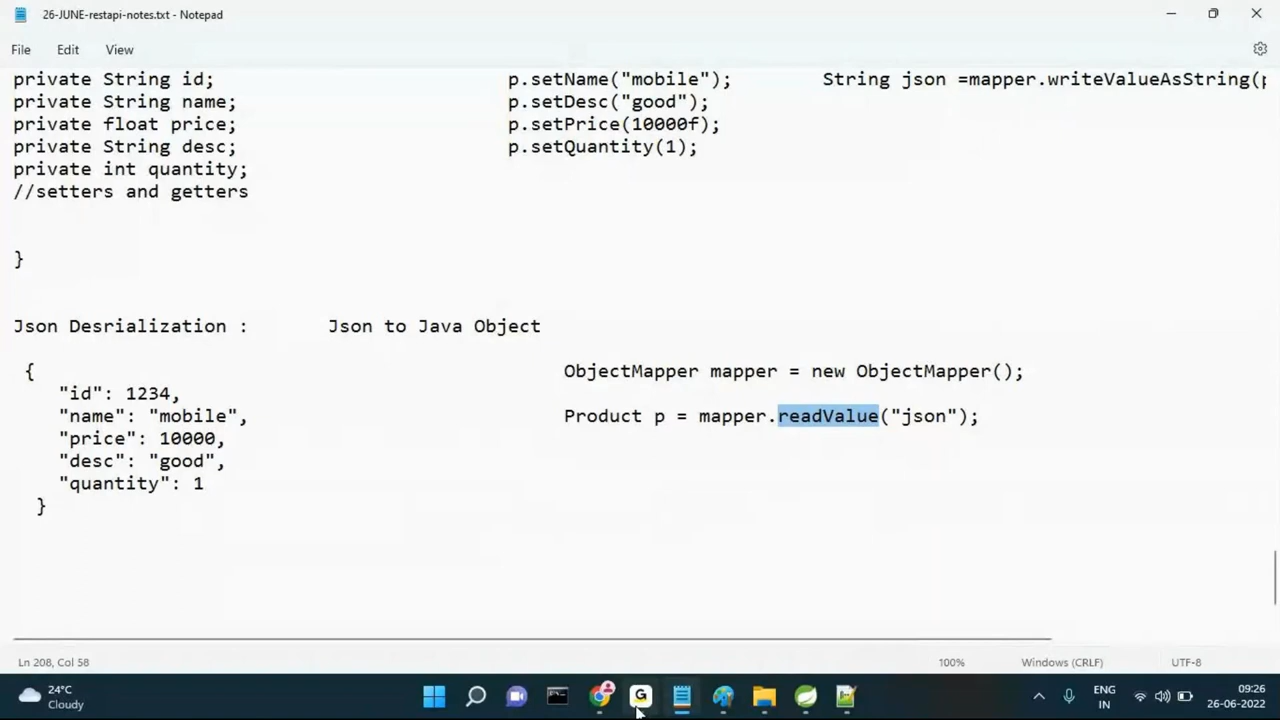 26-JUNE-restapi-notes.txt - Notepad
File Edit View
private String id; p.setName("mobile"); String json =mapper.writeValueAsString(p
private String name; p.setDesc("good");
private float price; p.setPrice(10000f);
private String desc; p.setQuantity(1);
private int quantity;
//setters and getters
}
Json Desrialization : Json to Java Object
{ ObjectMapper mapper = new ObjectMapper();
"id": 1234,
"name": "mobile", Product p = mapper.readValue("json");
"price": 10000,
"desc": "good",
"quantity": 1
}
Ln 208, Col 58 100% Windows (CRLF) UTF-8
24°C ENG 09:26
Cloudy IN 26-06-2022